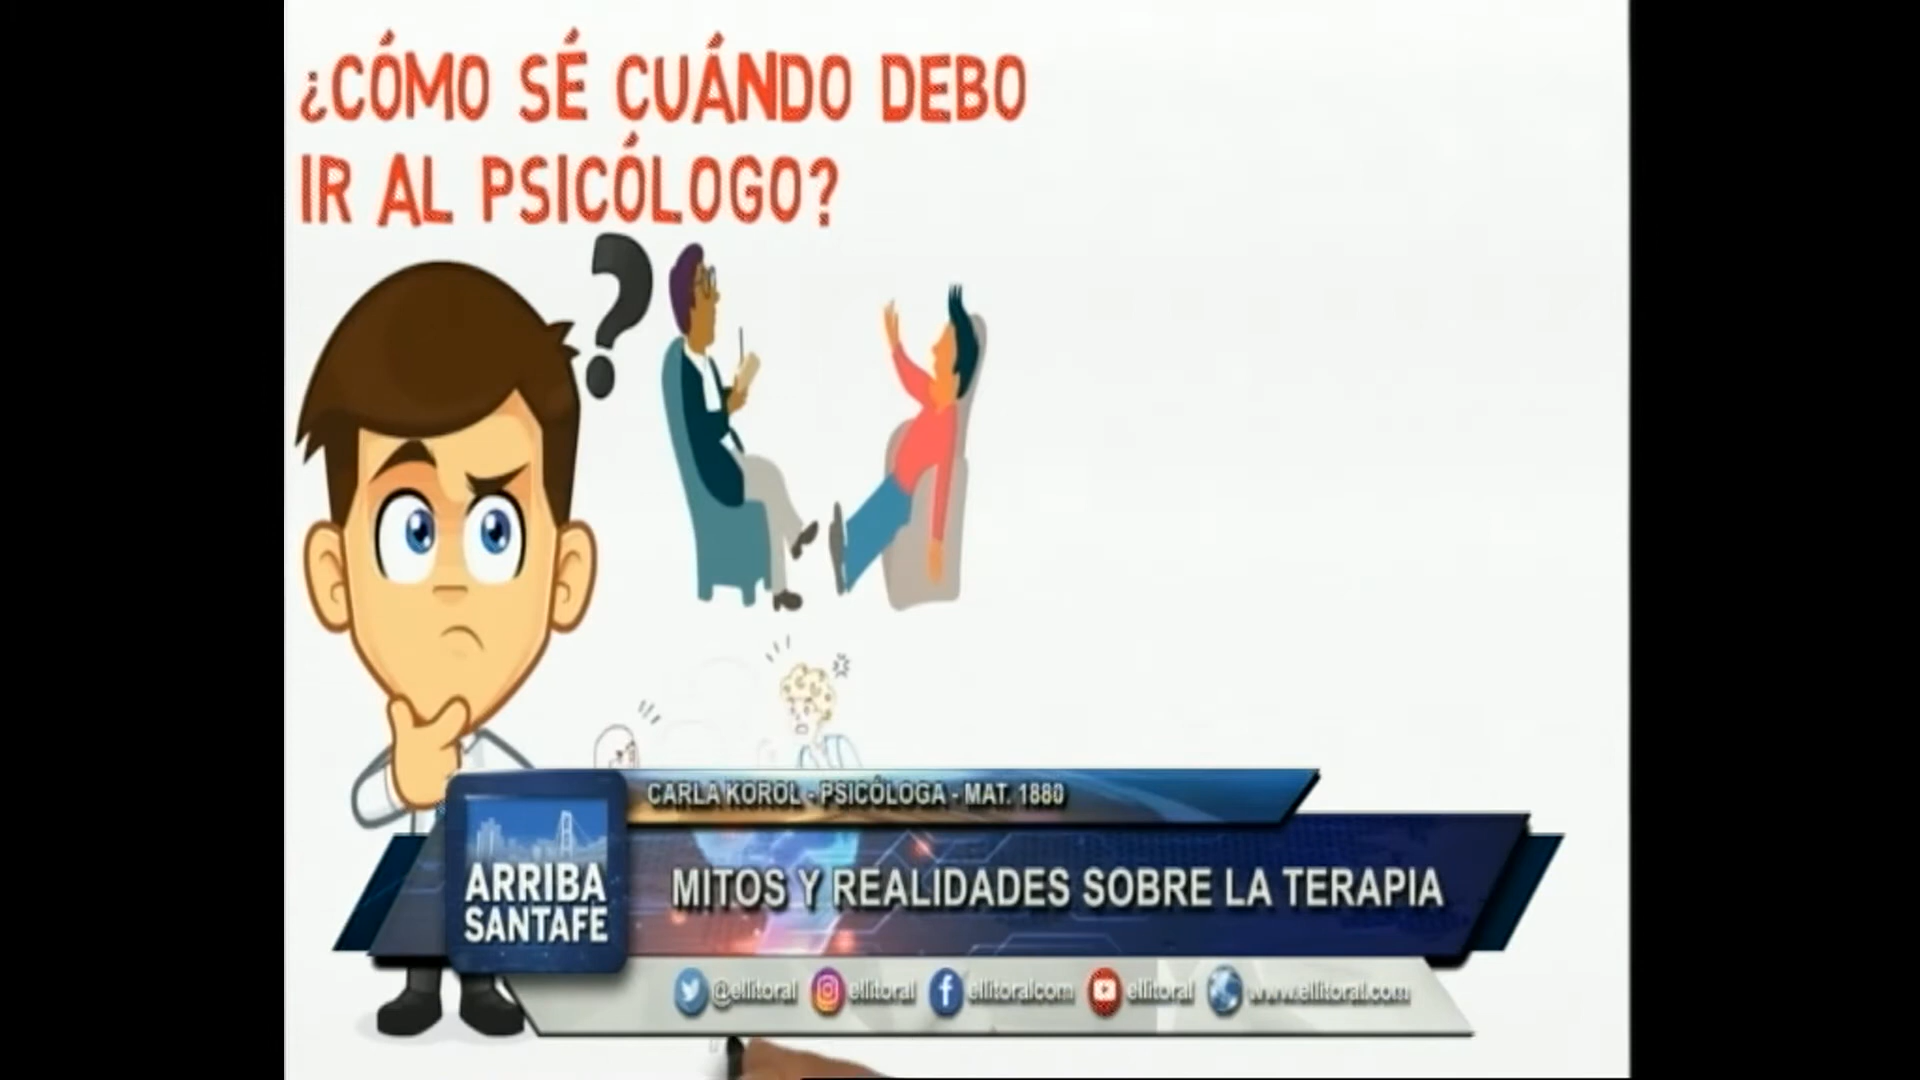 ¿CÓMO SÉ CUÁNDO DEBO
IR AL PSICÓLOGO?
CARLA KOROL - PSICÓLOGA - MAT. 1880
ARRIBA
SANTAFE
MITOS Y REALIDADES SOBRE LA TERAPIA
@ellitoral ellitoral ellitoralcom ellitoral www.ellitoral.com